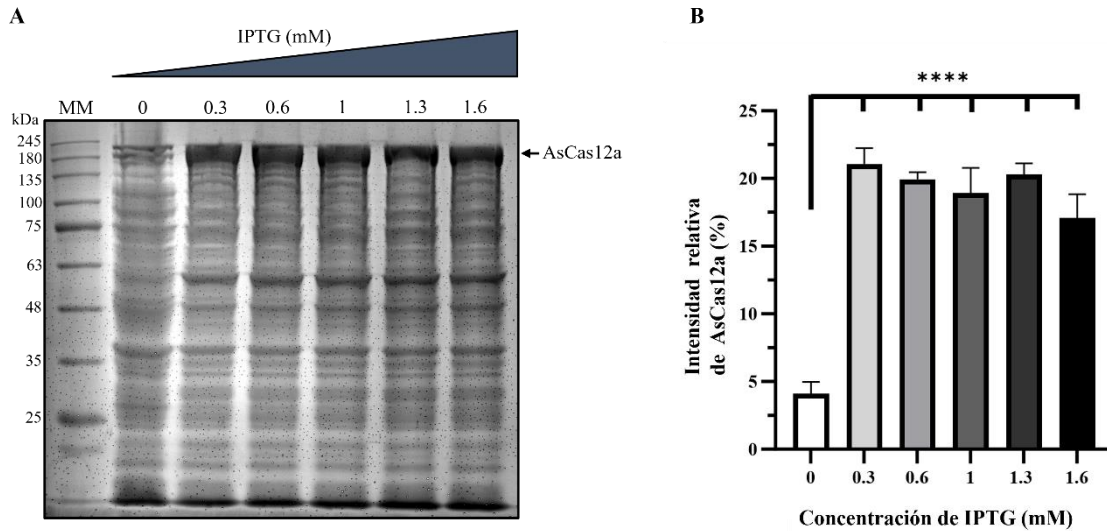 A
IPTG (mM)
MM 0 0.3 0.6 1 1.3 1.6
kDa
245
180
135
100
75
63
48
35
25
AsCas12a
B
****
Intensidad relativa
de AsCas12a (%)
25
20
15
10
5
0
0 0.3 0.6 1 1.3 1.6
Concentración de IPTG (mM)